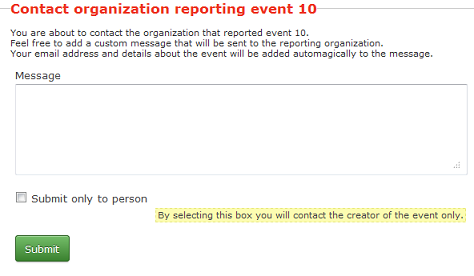 Contact organization reporting event 10
You are about to contact the organization that reported event 10.
Feel free to add a custom message that will be sent to the reporting organization.
Your email address and details about the event will be added automagically to the message.
Message
Submit only to person
By selecting this box you will contact the creator of the event only.
Submit